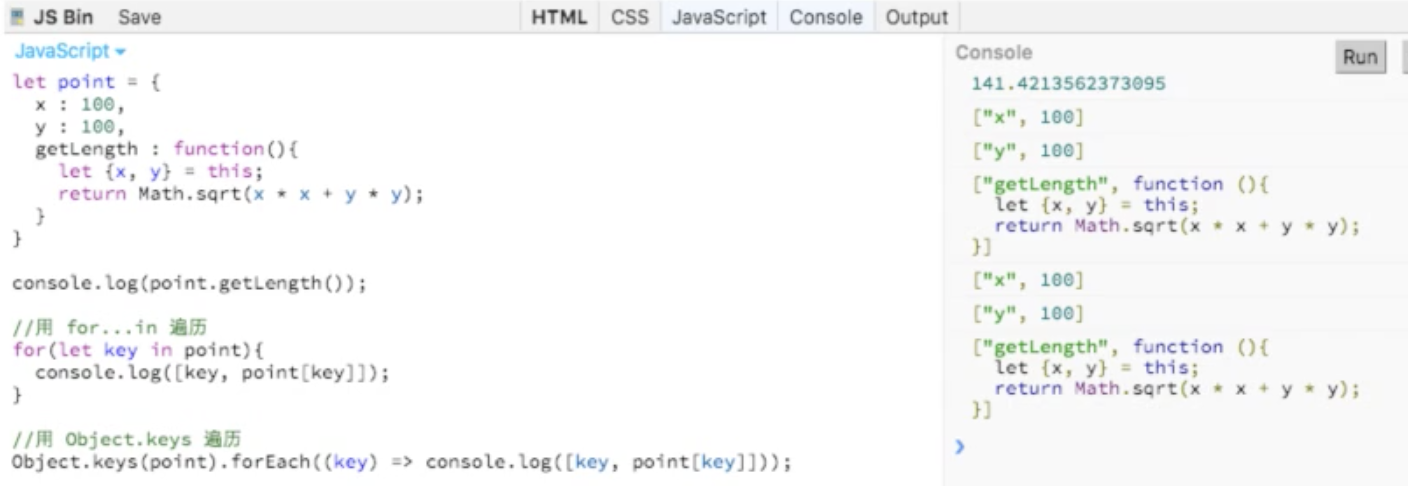 JS Bin Save HTML CSS JavaScript Console Output
JavaScript
let point = {
  x : 100,
  y : 100,
  getLength : function(){
    let {x, y} = this;
    return Math.sqrt(x * x + y * y);
  }
}
console.log(point.getLength());
//用 for...in 遍历
for(let key in point){
  console.log([key, point[key]]);
}
//用 Object.keys 遍历
Object.keys(point).forEach((key) => console.log([key, point[key]]));
Console Run
141.4213562373095
["x", 100]
["y", 100]
["getLength", function (){
  let {x, y} = this;
  return Math.sqrt(x * x + y * y);
}]
["x", 100]
["y", 100]
["getLength", function (){
  let {x, y} = this;
  return Math.sqrt(x * x + y * y);
}]